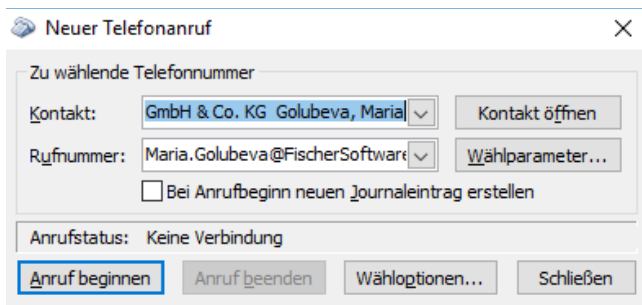 Neuer Telefonanruf
Zu wählende Telefonnummer
Kontakt: GmbH & Co. KG Golubeva, Maria Kontakt öffnen
Rufnummer: Maria.Golubeva@FischerSoftware Wählparameter...
Bei Anrufbeginn neuen Journaleintrag erstellen
Anrufstatus: Keine Verbindung
Anruf beginnen Anruf beenden Wähloptionen... Schließen